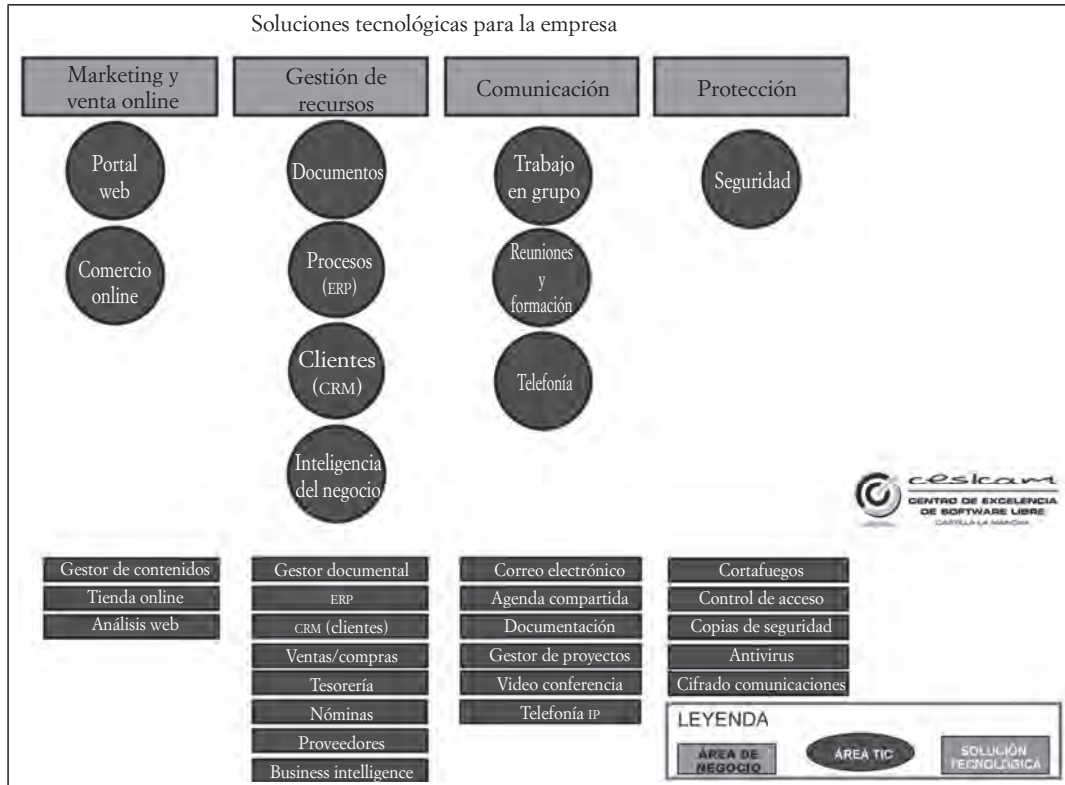 Soluciones tecnológicas para la empresa
Marketing y
venta online
Gestión de
recursos
Comunicación
Protección
Portal
web
Comercio
online
Documentos
Procesos
(ERP)
Clientes
(CRM)
Inteligencia
del negocio
Trabajo
en grupo
Reuniones
y
formación
Telefonía
Seguridad
ceslcam
CENTRO DE EXCELENCIA
DE SOFTWARE LIBRE
CASTILLA LA MANCHA
Gestor de contenidos
Tienda online
Análisis web
Gestor documental
ERP
CRM (clientes)
Ventas/compras
Tesorería
Nóminas
Proveedores
Business intelligence
Correo electrónico
Agenda compartida
Documentación
Gestor de proyectos
Video conferencia
Telefonía IP
Cortafuegos
Control de acceso
Copias de seguridad
Antivirus
Cifrado comunicaciones
LEYENDA
ÁREA DE
NEGOCIO
ÁREA TIC
SOLUCIÓN
TECNOLÓGICA